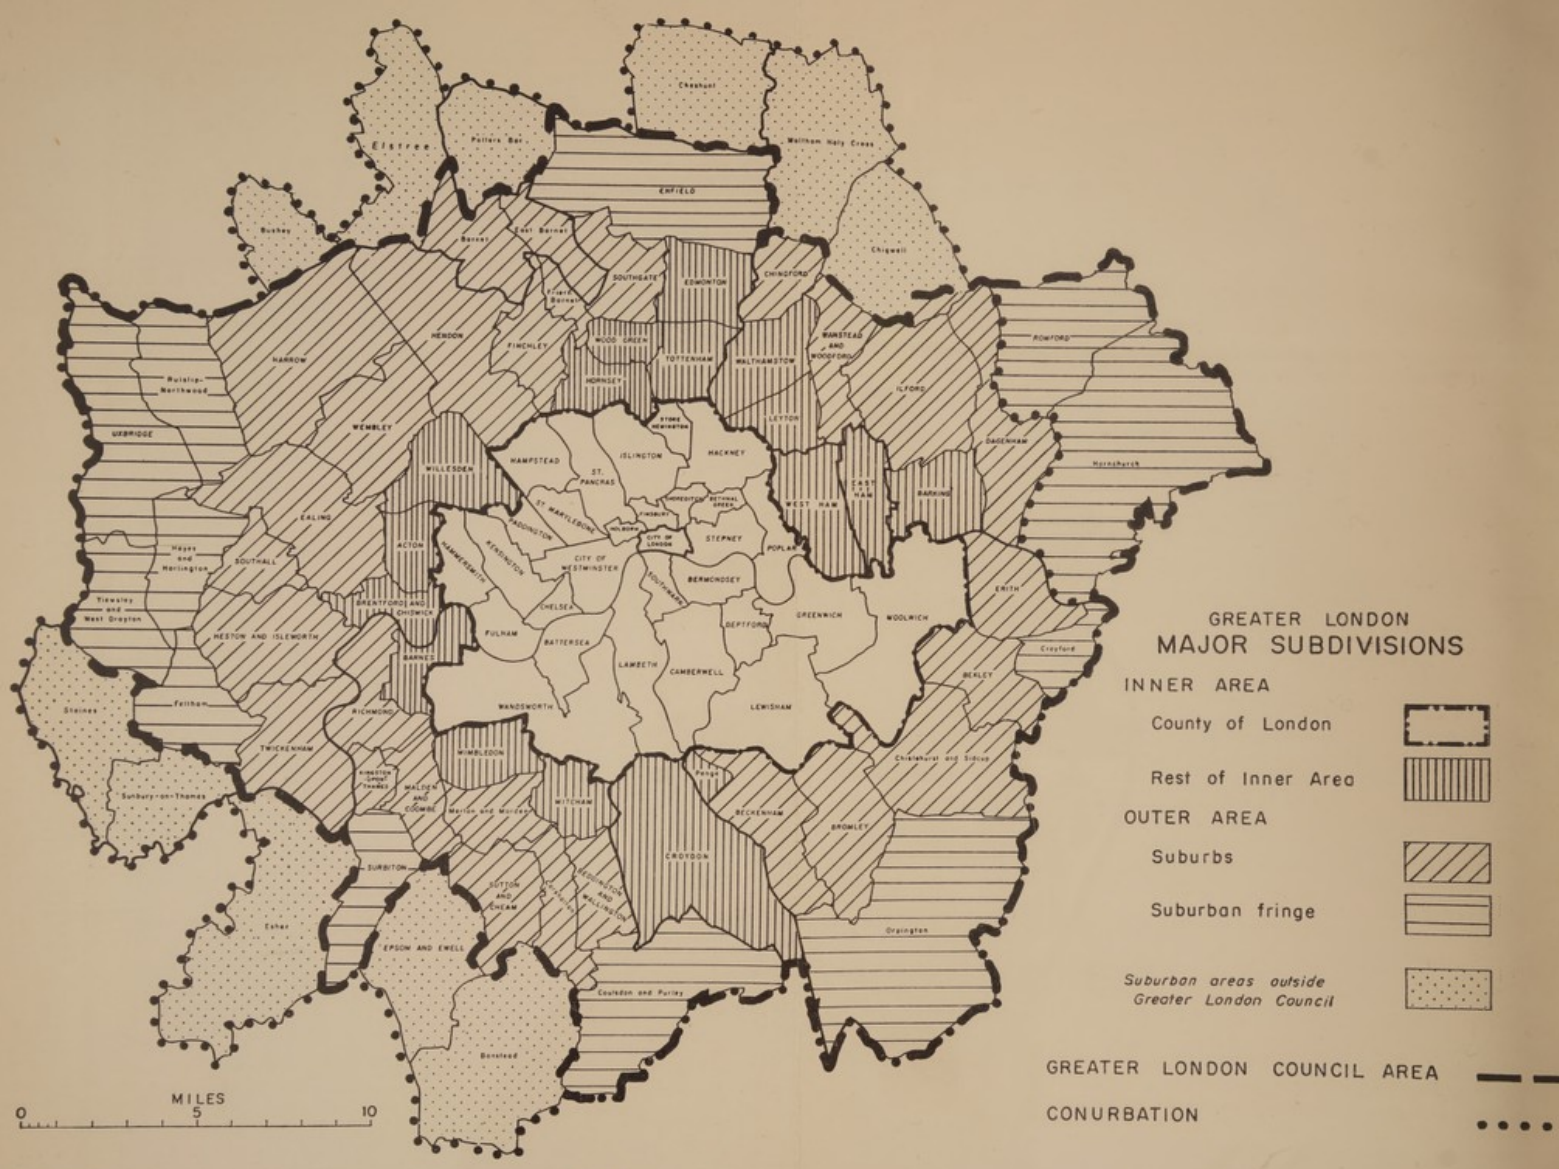 Cheshunt
Elstree
Potters Bar
Waltham Holy Cross
ENFIELD
Bushey
Barnet
East Barnet
Chigwell
SOUTHGATE
EDMONTON
CHINGFORD
Friern
Barnet
HARROW
HENDON
FINCHLEY
WOOD GREEN
TOTTENHAM
WALTHAMSTOW
WANSTEAD
AND
WOODFORD
ROMFORD
Ruislip-
Northwood
HORNSEY
ILFORD
UXBRIDGE
WEMBLEY
STOKE
NEWINGTON
LEYTON
DAGENHAM
WILLESDEN
HAMPSTEAD
ISLINGTON
HACKNEY
Hornchurch
ST.
PANCRAS
EAST
HAM
BARKING
WEST HAM
EALING
ST. MARYLEBONE
PADDINGTON
SHOREDITCH
BETHNAL
GREEN
FINSBURY
HOLBORN
CITY OF
LONDON
STEPNEY
POPLAR
ACTON
HAMMERSMITH
KENSINGTON
CITY OF
WESTMINSTER
Hayes
and
Harlington
SOUTHALL
SOUTHWARK
BERMONDSEY
ERITH
Yiewsley
and
West Drayton
BRENTFORD AND
CHISWICK
CHELSEA
DEPTFORD
GREENWICH
WOOLWICH
HESTON AND ISLEWORTH
FULHAM
BATTERSEA
BARNES
LAMBETH
CAMBERWELL
Crayford
BEXLEY
Staines
Feltham
RICHMOND
WANDSWORTH
LEWISHAM
TWICKENHAM
WIMBLEDON
Chislehurst and Sidcup
KINGSTON
UPON
THAMES
Penge
Sunbury-on-Thames
MALDEN
AND
COOMBE
Merton and Morden
MITCHAM
BECKENHAM
BROMLEY
SURBITON
CROYDON
SUTTON
AND
CHEAM
Carshalton
BEDDINGTON
AND
WALLINGTON
Esher
EPSOM AND EWELL
Orpington
Coulsdon and Purley
Banstead
GREATER LONDON
MAJOR SUBDIVISIONS
INNER AREA
County of London
Rest of Inner Area
OUTER AREA
Suburbs
Suburban fringe
Suburban areas outside
Greater London Council
GREATER LONDON COUNCIL AREA
CONURBATION
MILES
0 5 10